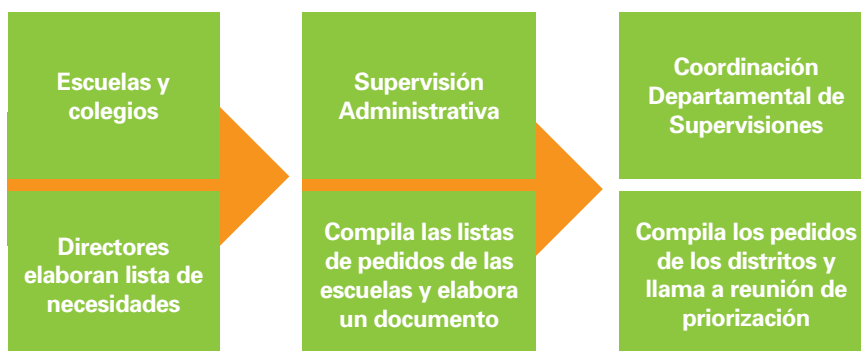 Escuelas y
colegios
Directores
elaboran lista de
necesidades
Supervisión
Administrativa
Compila las listas
de pedidos de las
escuelas y elabora
un documento
Coordinación
Departamental de
Supervisiones
Compila los pedidos
de los distritos y
llama a reunión de
priorización